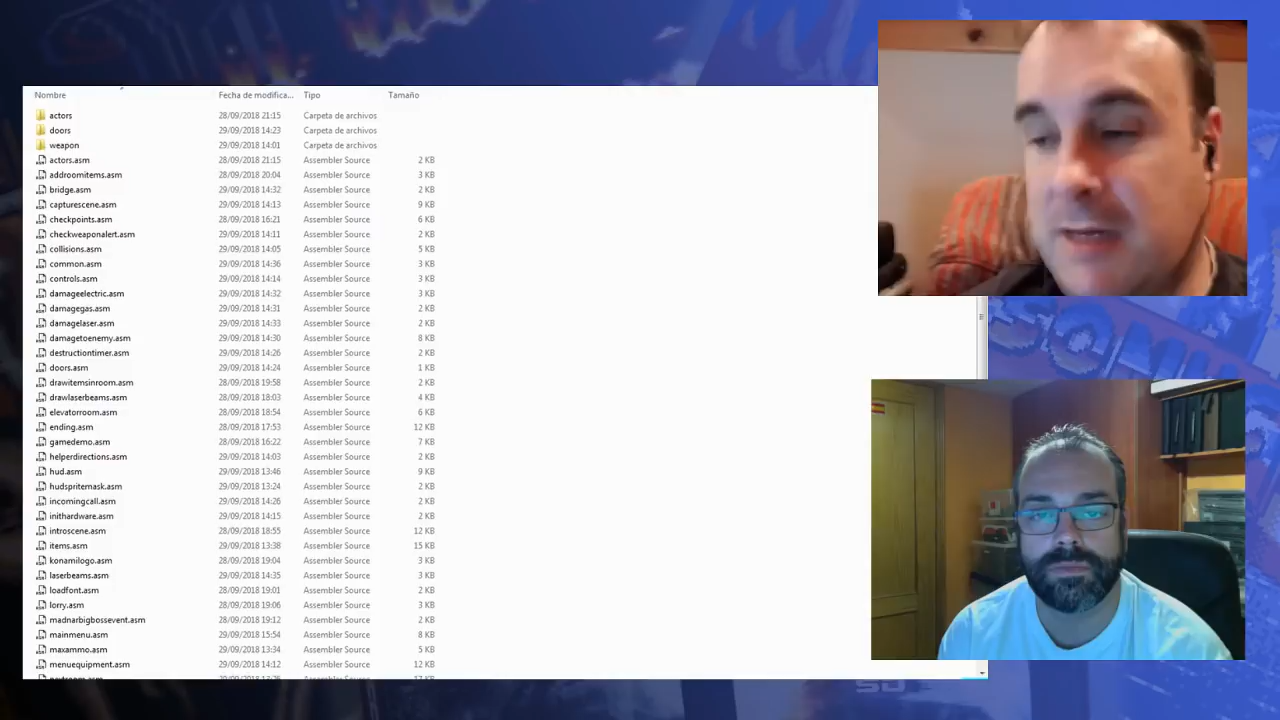 Nombre Fecha de modifica... Tipo Tamaño
actors 28/09/2018 21:15 Carpeta de archivos
doors 29/09/2018 14:23 Carpeta de archivos
weapon 29/09/2018 14:01 Carpeta de archivos
actors.asm 28/09/2018 21:15 Assembler Source 2 KB
addroomitems.asm 28/09/2018 20:04 Assembler Source 3 KB
bridge.asm 29/09/2018 14:32 Assembler Source 2 KB
capturescene.asm 29/09/2018 14:13 Assembler Source 9 KB
checkpoints.asm 28/09/2018 16:21 Assembler Source 6 KB
checkweaponalert.asm 29/09/2018 14:11 Assembler Source 2 KB
collisions.asm 29/09/2018 14:05 Assembler Source 5 KB
common.asm 29/09/2018 14:36 Assembler Source 3 KB
controls.asm 29/09/2018 14:14 Assembler Source 3 KB
damageelectric.asm 29/09/2018 14:32 Assembler Source 3 KB
damagegas.asm 29/09/2018 14:31 Assembler Source 2 KB
damagelaser.asm 29/09/2018 14:33 Assembler Source 2 KB
damagetoenemy.asm 29/09/2018 14:30 Assembler Source 8 KB
destructiontimer.asm 29/09/2018 14:26 Assembler Source 2 KB
doors.asm 29/09/2018 14:24 Assembler Source 1 KB
drawitemsinroom.asm 28/09/2018 19:58 Assembler Source 2 KB
drawlaserbeams.asm 28/09/2018 18:03 Assembler Source 4 KB
elevatorroom.asm 28/09/2018 18:54 Assembler Source 6 KB
ending.asm 28/09/2018 17:53 Assembler Source 12 KB
gamedemo.asm 28/09/2018 16:22 Assembler Source 7 KB
helperdirections.asm 29/09/2018 14:03 Assembler Source 2 KB
hud.asm 29/09/2018 13:46 Assembler Source 9 KB
hudspritemask.asm 29/09/2018 13:24 Assembler Source 2 KB
incomingcall.asm 29/09/2018 14:26 Assembler Source 2 KB
inithardware.asm 29/09/2018 14:15 Assembler Source 2 KB
introscene.asm 28/09/2018 18:55 Assembler Source 12 KB
items.asm 29/09/2018 13:38 Assembler Source 15 KB
konamilogo.asm 28/09/2018 19:04 Assembler Source 3 KB
laserbeams.asm 29/09/2018 14:35 Assembler Source 3 KB
loadfont.asm 28/09/2018 19:01 Assembler Source 2 KB
lorry.asm 28/09/2018 19:06 Assembler Source 3 KB
madnarbigbossevent.asm 28/09/2018 19:12 Assembler Source 2 KB
mainmenu.asm 29/09/2018 15:54 Assembler Source 8 KB
maxammo.asm 29/09/2018 13:34 Assembler Source 5 KB
menuequipment.asm 29/09/2018 14:12 Assembler Source 12 KB